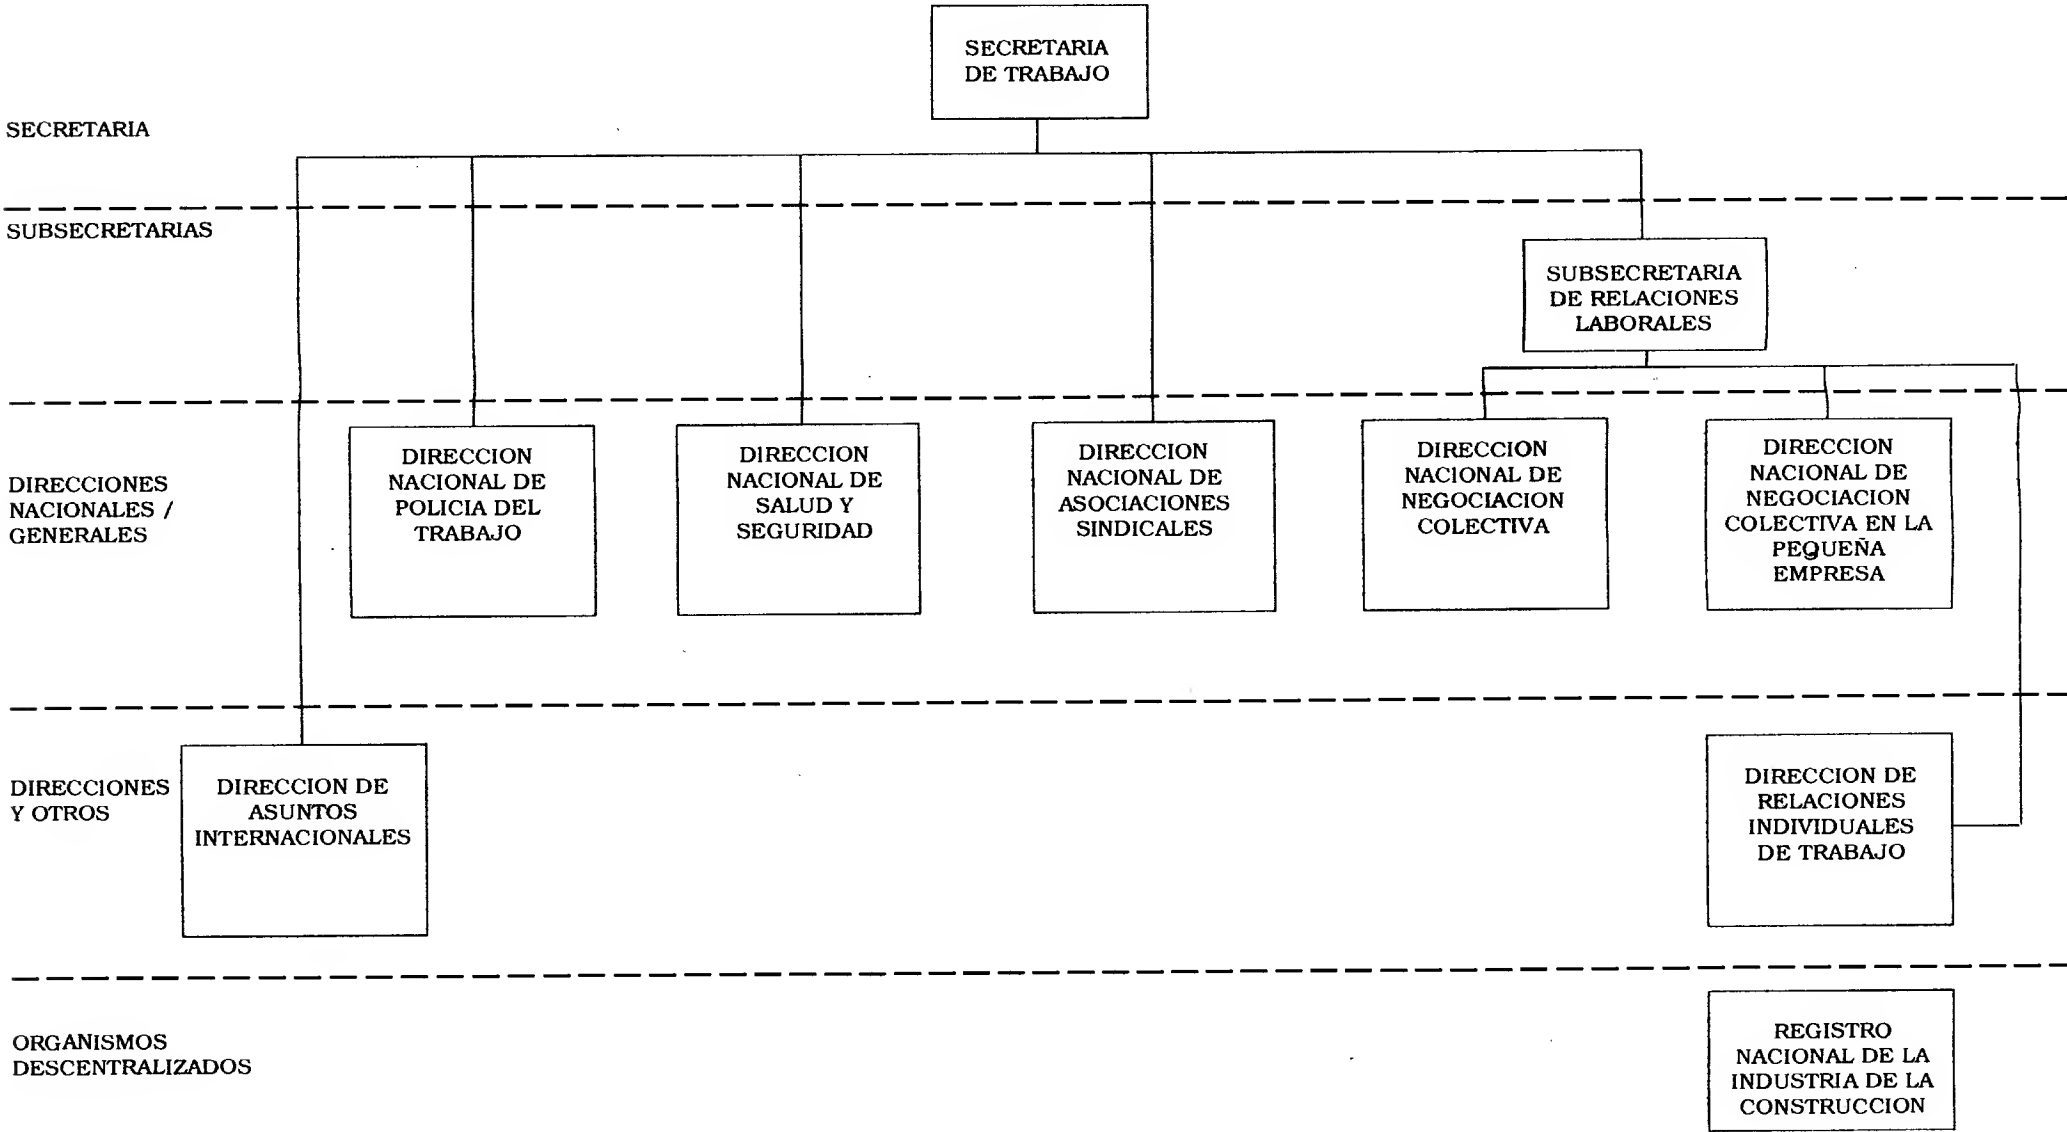 SECRETARIA
DE TRABAJO
SECRETARIA
SUBSECRETARIAS
SUBSECRETARIA
DE RELACIONES
LABORALES
DIRECCIONES
NACIONALES /
GENERALES
DIRECCION
NACIONAL DE
POLICIA DEL
TRABAJO
DIRECCION
NACIONAL DE
SALUD Y
SEGURIDAD
DIRECCION
NACIONAL DE
ASOCIACIONES
SINDICALES
DIRECCION
NACIONAL DE
NEGOCIACION
COLECTIVA
DIRECCION
NACIONAL DE
NEGOCIACION
COLECTIVA EN LA
PEQUEÑA
EMPRESA
DIRECCIONES
Y OTROS
DIRECCION DE
ASUNTOS
INTERNACIONALES
DIRECCION DE
RELACIONES
INDIVIDUALES
DE TRABAJO
ORGANISMOS
DESCENTRALIZADOS
REGISTRO
NACIONAL DE LA
INDUSTRIA DE LA
CONSTRUCCION